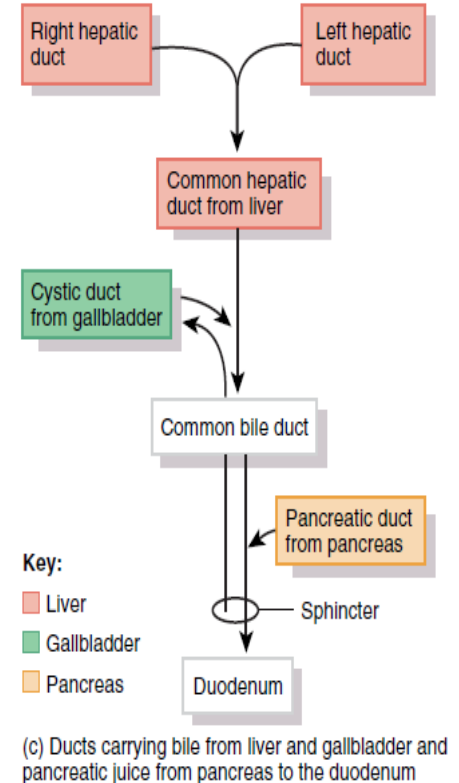 Right hepatic
duct
Left hepatic
duct
Common hepatic
duct from liver
Cystic duct
from gallbladder
Common bile duct
Pancreatic duct
from pancreas
Key:
Liver
Gallbladder
Pancreas
Sphincter
Duodenum
(c) Ducts carrying bile from liver and gallbladder and
pancreatic juice from pancreas to the duodenum